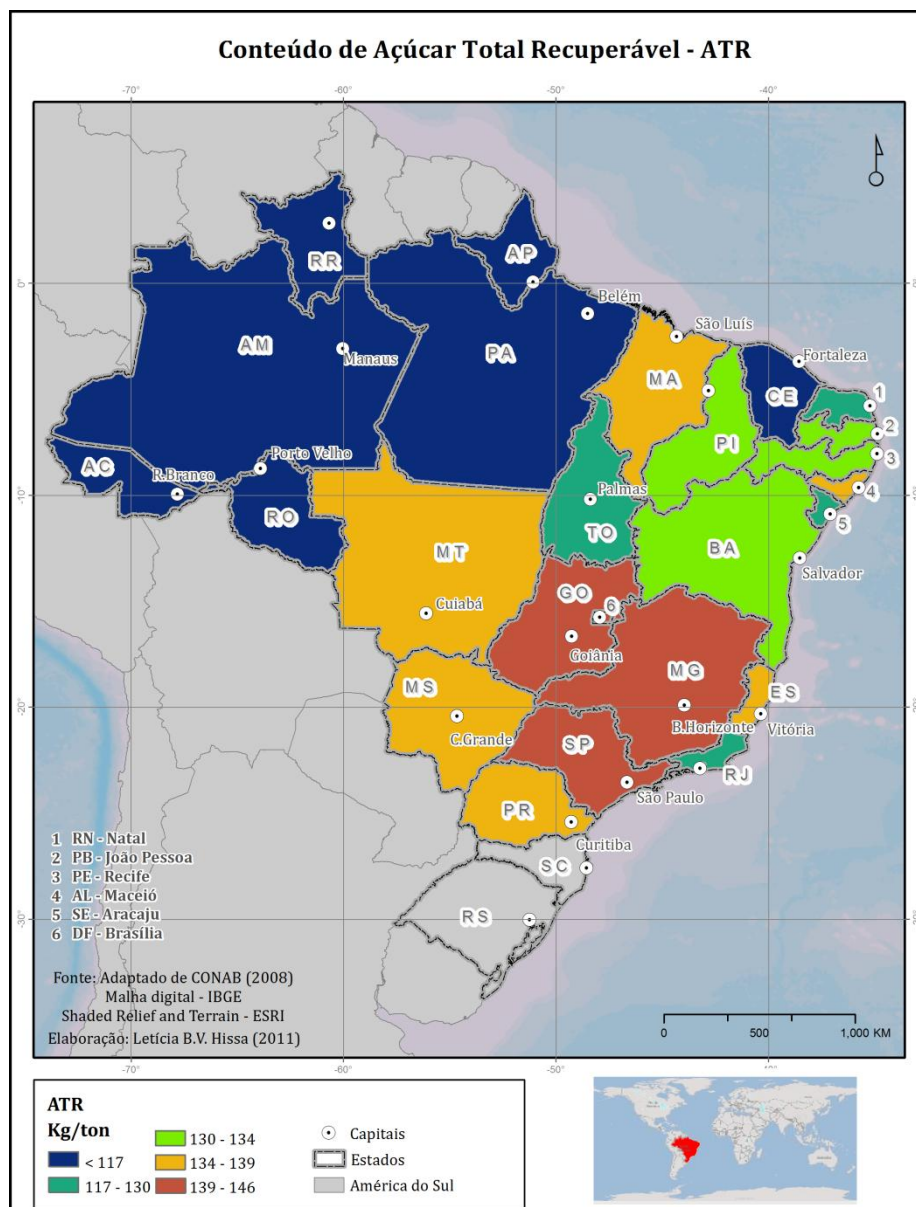 Conteúdo de Açúcar Total Recuperável - ATR
-70° -60° -50° -40°
RR
AP
0°
Belém
São Luís
AM
Manaus
PA
MA
Fortaleza
CE
1
2
PI
3
AC
R.Branco
Porto Velho
-10°
4
Palmas
5
RO
TO
MT
BA
Salvador
GO
6
Cuiabá
Goiânia
MG
MS
ES
-20°
B.Horizonte
Vitória
C.Grande
SP
RJ
São Paulo
PR
Curitiba
SC
1 RN - Natal
2 PB - João Pessoa
3 PE - Recife
4 AL - Maceió
5 SE - Aracaju
6 DF - Brasília
RS
-30°
Fonte: Adaptado de CONAB (2008)
Malha digital - IBGE
Shaded Relief and Terrain - ESRI
Elaboração: Letícia B.V. Hissa (2011)
0 500 1,000 KM
-70° -60° -50° -40°
ATR
Kg/ton
< 117
117 - 130
130 - 134
134 - 139
139 - 146
Capitais
Estados
América do Sul